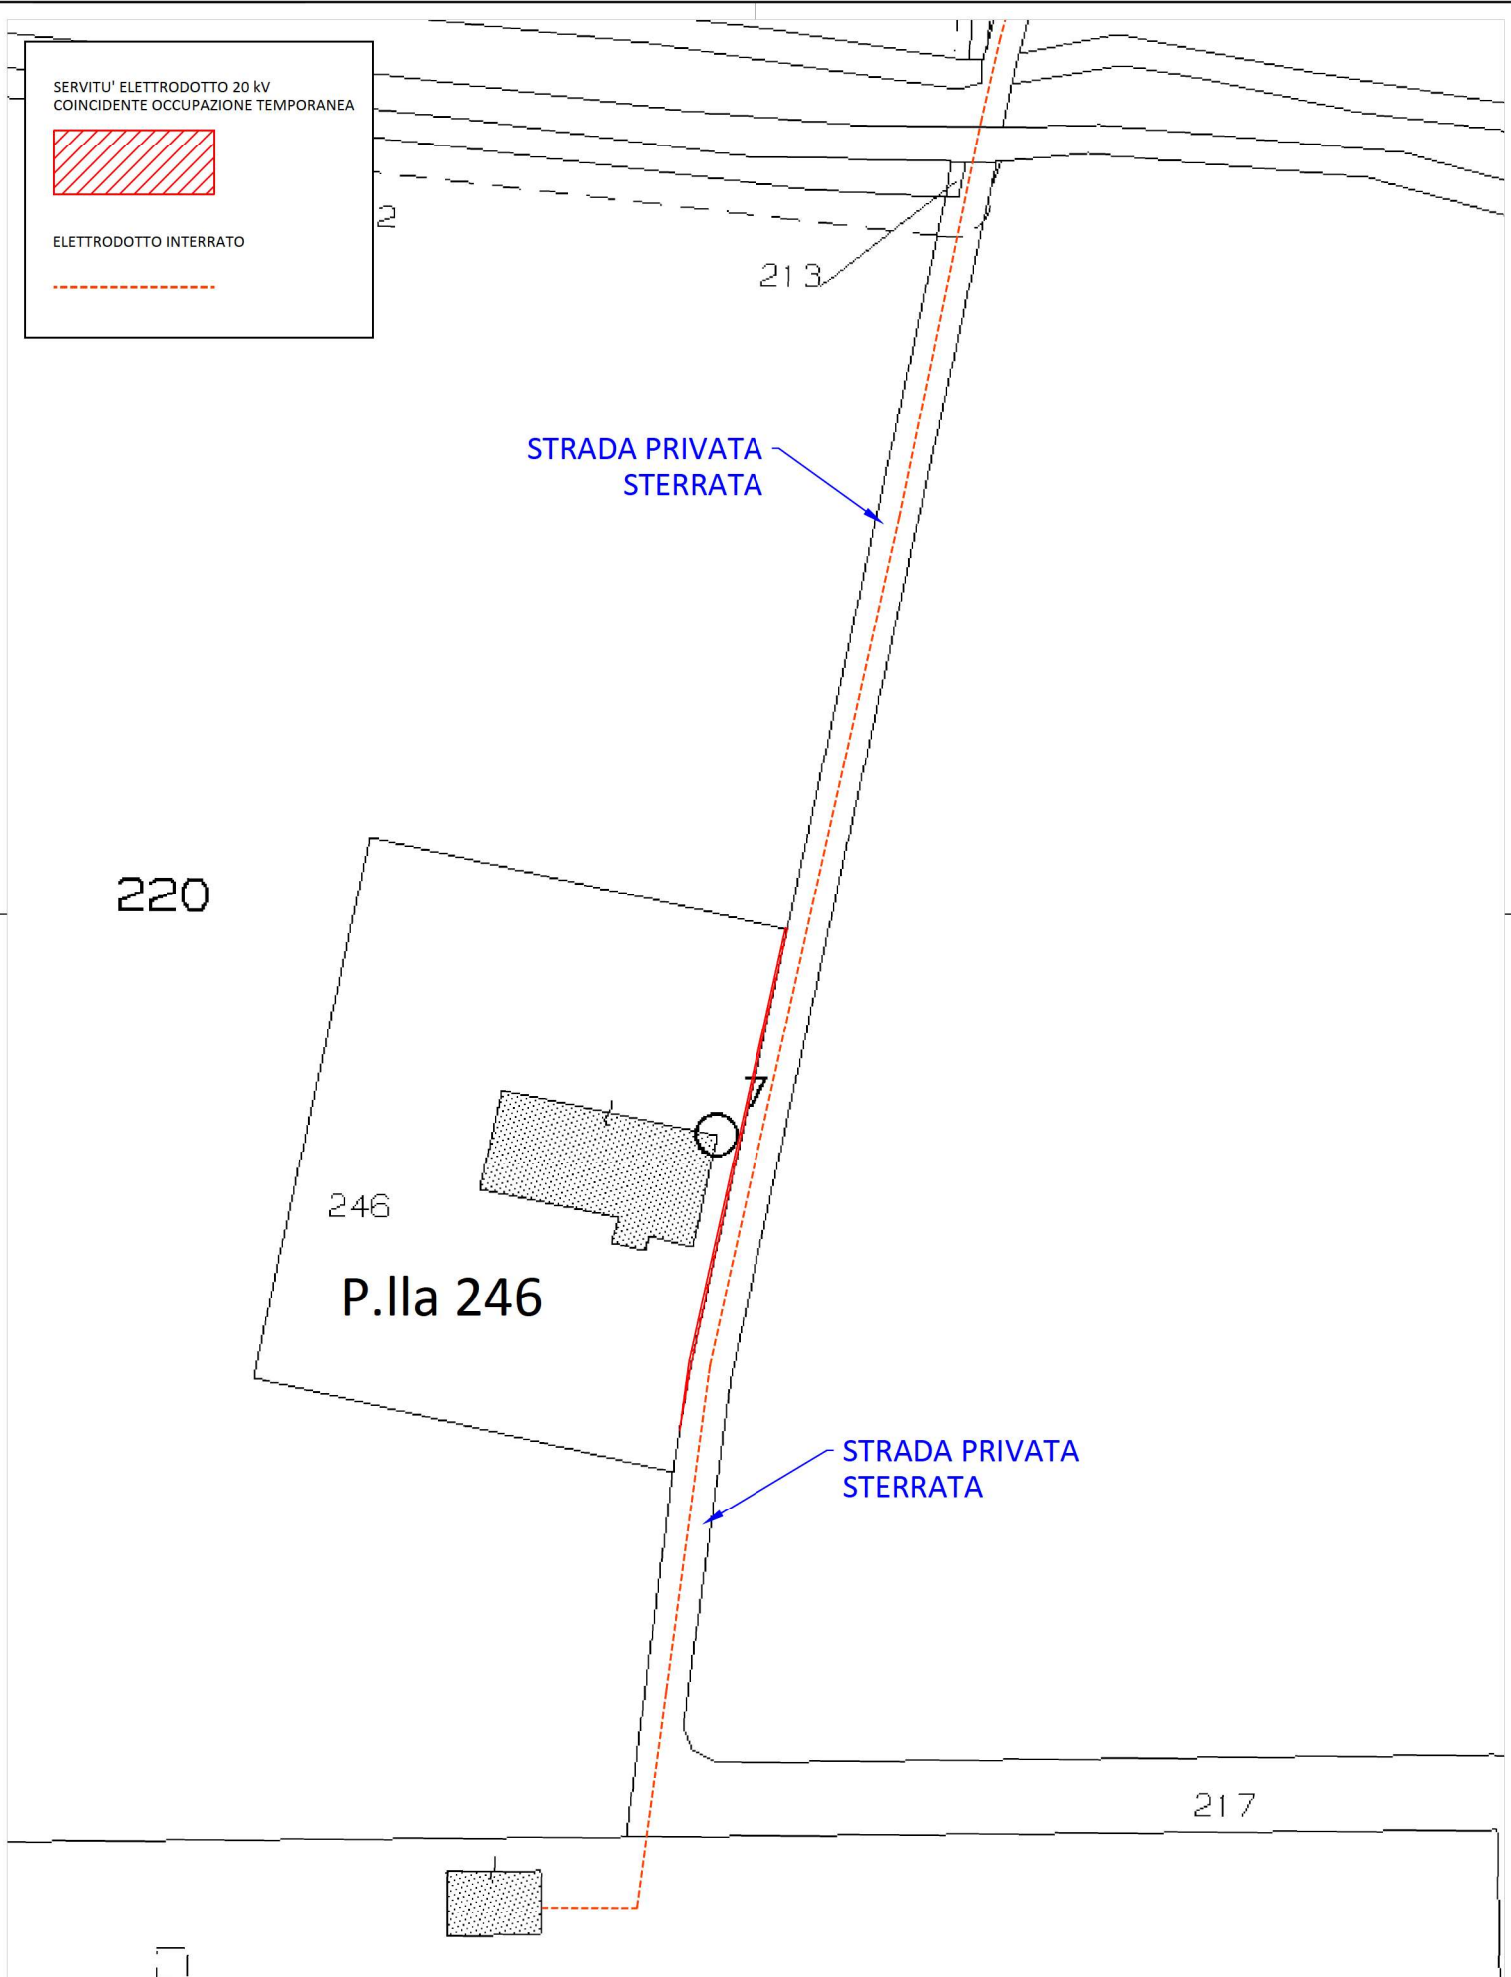 SERVITU' ELETTRODOTTO 20 kV
COINCIDENTE OCCUPAZIONE TEMPORANEA
ELETTRODOTTO INTERRATO
2
213
STRADA PRIVATA
STERRATA
220
7
246
P.lla 246
STRADA PRIVATA
STERRATA
217